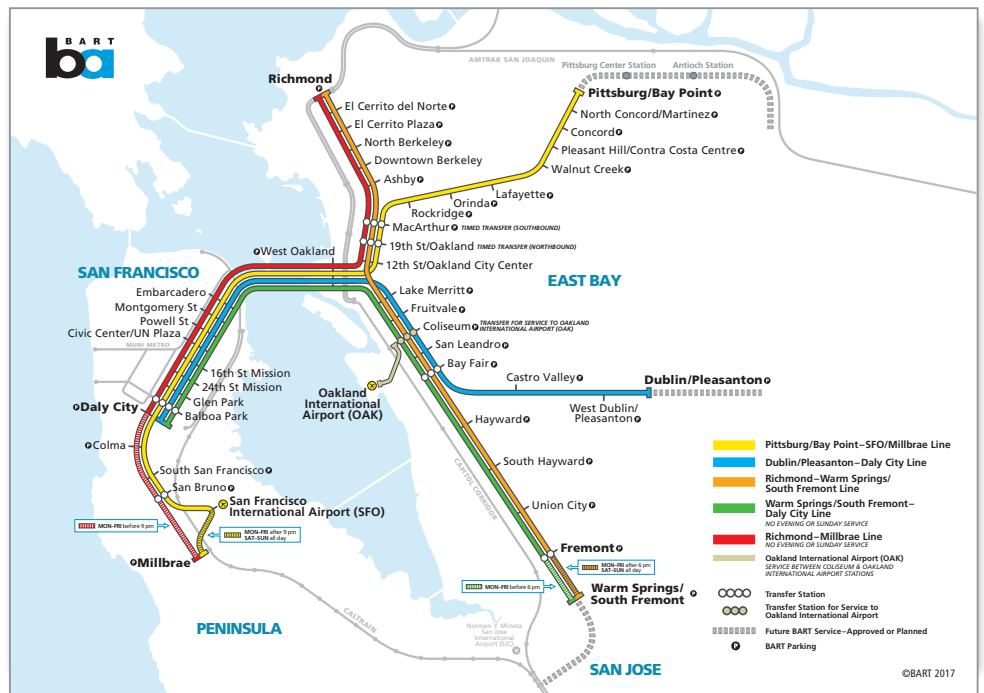 BART
ba
AMTRAK SAN JOAQUIN
Pittsburg Center Station
Antioch Station
Richmond
P
Pittsburg/Bay Point P
El Cerrito del Norte P
El Cerrito Plaza P
North Berkeley P
Downtown Berkeley
Ashby P
North Concord/Martinez P
Concord P
Pleasant Hill/Contra Costa Centre P
Walnut Creek P
Lafayette P
Orinda P
Rockridge P
MacArthur P TIMED TRANSFER (SOUTHBOUND)
19th St/Oakland TIMED TRANSFER (NORTHBOUND)
12th St/Oakland City Center
P West Oakland
SAN FRANCISCO
EAST BAY
Embarcadero
Montgomery St
Powell St
Civic Center/UN Plaza
MUNI METRO
Lake Merritt P
Fruitvale P
Coliseum P TRANSFER FOR SERVICE TO OAKLAND
INTERNATIONAL AIRPORT (OAK)
San Leandro P
Bay Fair P
Castro Valley P
Dublin/Pleasanton P
West Dublin/
Pleasanton P
16th St Mission
24th St Mission
Glen Park
Balboa Park
P Daly City
Oakland
International
Airport (OAK)
P Colma
South San Francisco P
San Bruno P
San Francisco
International Airport (SFO)
MON–FRI before 9 pm
MON–FRI after 9 pm
SAT–SUN all day
P Millbrae
Hayward P
South Hayward P
CAPITOL CORRIDOR
Union City P
Fremont P
MON–FRI after 6 pm
SAT–SUN all day
MON–FRI before 6 pm
Warm Springs/
South Fremont P
CALTRAIN
Norman Y. Mineta
San Jose
International
Airport (SJC)
PENINSULA
SAN JOSE
Pittsburg/Bay Point–SFO/Millbrae Line
Dublin/Pleasanton–Daly City Line
Richmond–Warm Springs/
South Fremont Line
Warm Springs/South Fremont–
Daly City Line
NO EVENING OR SUNDAY SERVICE
Richmond–Millbrae Line
NO EVENING OR SUNDAY SERVICE
Oakland International Airport (OAK)
SERVICE BETWEEN COLISEUM & OAKLAND
INTERNATIONAL AIRPORT STATIONS
Transfer Station
Transfer Station for Service to
Oakland International Airport
Future BART Service–Approved or Planned
P BART Parking
©BART 2017